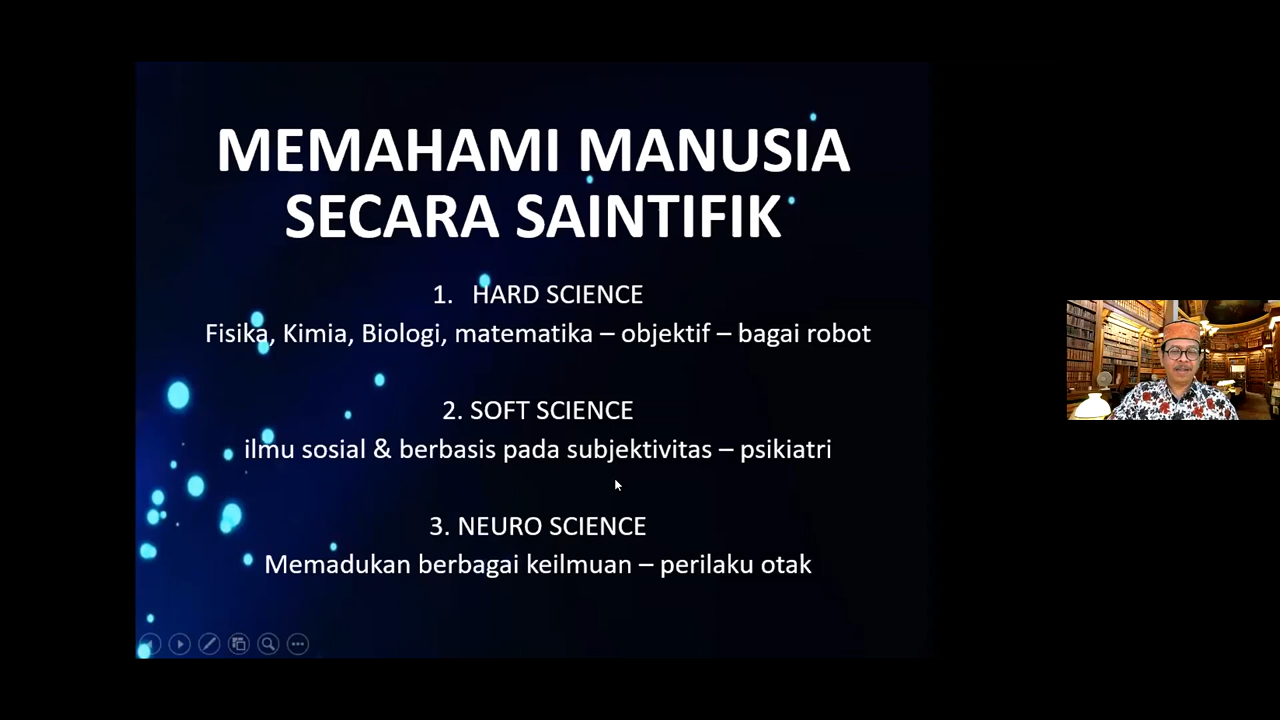 MEMAHAMI MANUSIA
SECARA SAINTIFIK
1. HARD SCIENCE
Fisika, Kimia, Biologi, matematika – objektif – bagai robot
2. SOFT SCIENCE
ilmu sosial & berbasis pada subjektivitas – psikiatri
3. NEURO SCIENCE
Memadukan berbagai keilmuan – perilaku otak